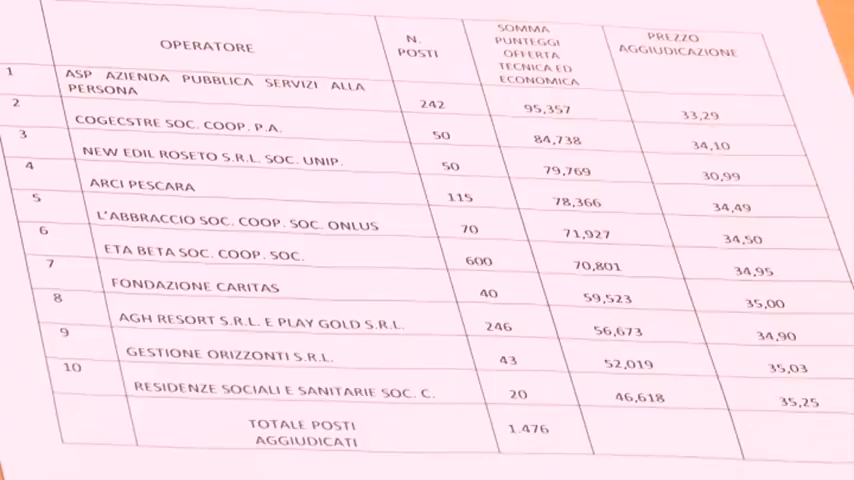 OPERATORE
N.
POSTI
SOMMA
PUNTEGGI
OFFERTA
TECNICA ED
ECONOMICA
PREZZO
AGGIUDICAZIONE
1 ASP AZIENDA PUBBLICA SERVIZI ALLA
PERSONA 242 95,357 33,29
2 COGECSTRE SOC. COOP. P.A. 50 84,738 34,10
3 NEW EDIL ROSETO S.R.L. SOC. UNIP. 50 79,769 30,99
4 ARCI PESCARA 115 78,366 34,49
5 L'ABBRACCIO SOC. COOP. SOC. ONLUS 70 71,927 34,50
6 ETA BETA SOC. COOP. SOC. 600 70,801 34,95
7 FONDAZIONE CARITAS 40 59,523 35,00
8 AGH RESORT S.R.L. E PLAY GOLD S.R.L. 246 56,673 34,90
9 GESTIONE ORIZZONTI S.R.L. 43 52,019 35,03
10 RESIDENZE SOCIALI E SANITARIE SOC. C. 20 46,618 35,25
TOTALE POSTI
AGGIUDICATI 1.476